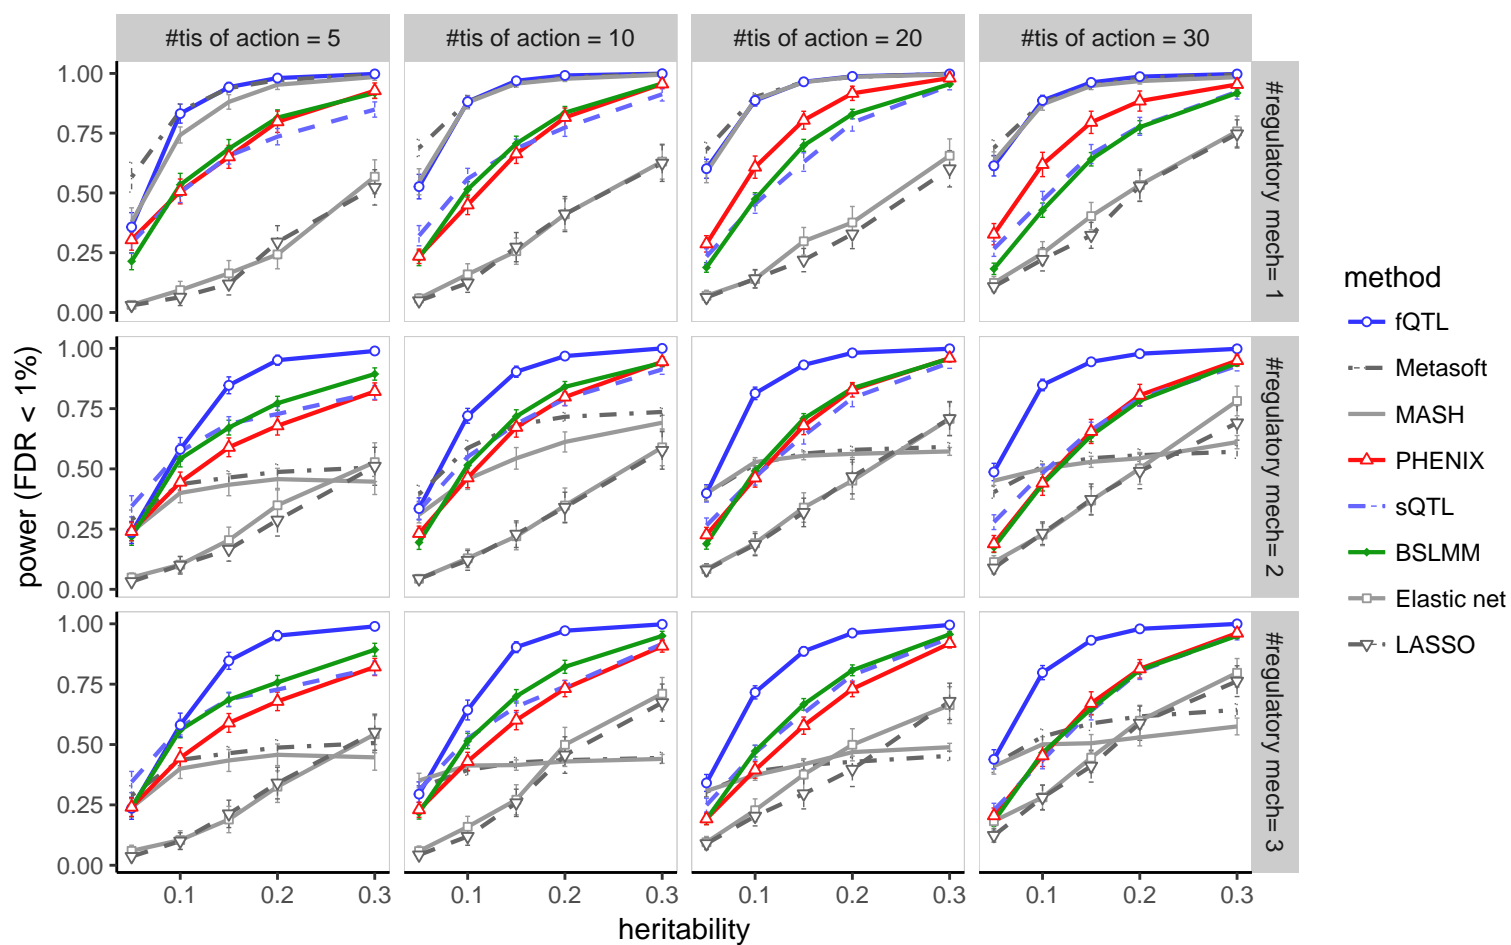 #tis of action = 5
#tis of action = 10
#tis of action = 20
#tis of action = 30
1.00
0.75
0.50
0.25
0.00
#regulatory mech= 1
1.00
0.75
0.50
0.25
0.00
#regulatory mech= 2
1.00
0.75
0.50
0.25
0.00
#regulatory mech= 3
power (FDR < 1%)
0.1
0.2
0.3
0.1
0.2
0.3
0.1
0.2
0.3
0.1
0.2
0.3
heritability
method
fQTL
Metasoft
MASH
PHENIX
sQTL
BSLMM
Elastic net
LASSO